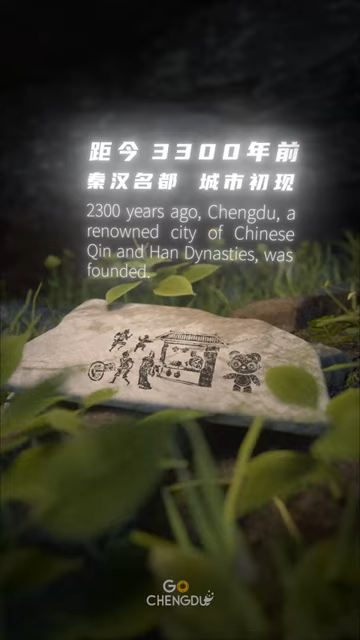 距今 3300年前
秦汉名都 城市初现
2300 years ago, Chengdu, a
renowned city of Chinese
Qin and Han Dynasties, was
founded.
GO
CHENGDU